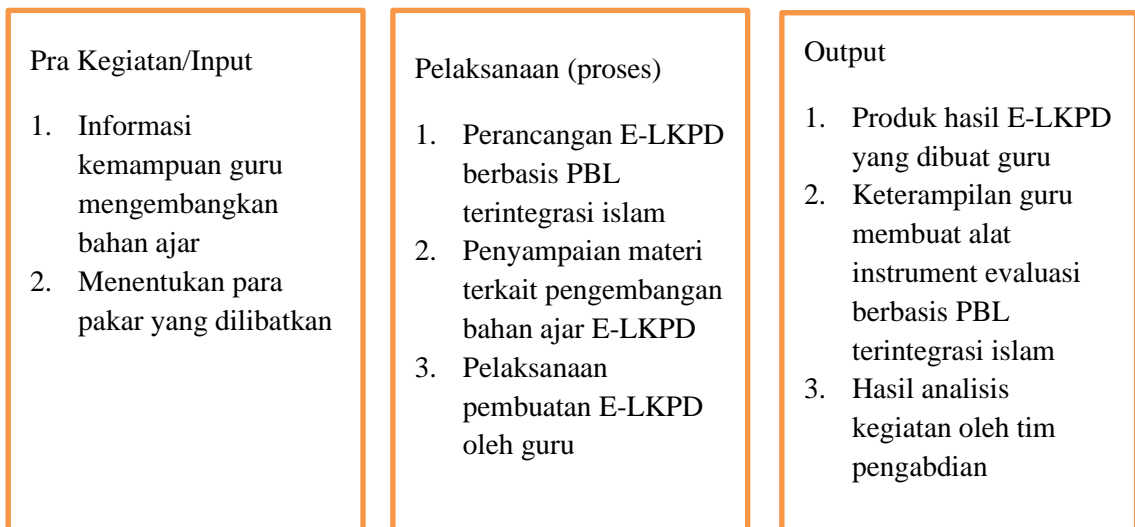 Pra Kegiatan/Input
1. Informasi
kemampuan guru
mengembangkan
bahan ajar
2. Menentukan para
pakar yang dilibatkan
Pelaksanaan (proses)
1. Perancangan E-LKPD
berbasis PBL
terintegrasi islam
2. Penyampaian materi
terkait pengembangan
bahan ajar E-LKPD
3. Pelaksanaan
pembuatan E-LKPD
oleh guru
Output
1. Produk hasil E-LKPD
yang dibuat guru
2. Keterampilan guru
membuat alat
instrument evaluasi
berbasis PBL
terintegrasi islam
3. Hasil analisis
kegiatan oleh tim
pengabdian